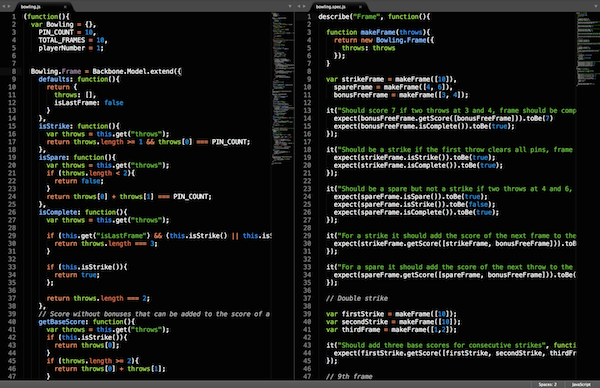 bowling.js
(function(){
var Bowling = {},
PIN_COUNT = 10,
TOTAL_FRAMES = 10,
playerNumber = 1;
Bowling.Frame = Backbone.Model.extend({
defaults: function(){
return {
throws: [],
isLastFrame: false
}
},
isStrike: function(){
var throws = this.get("throws");
return throws.length >= 1 && throws[0] === PIN_COUNT;
},
isSpare: function(){
var throws = this.get("throws");
if (throws.length < 2){
return false;
}
return throws[0] + throws[1] === PIN_COUNT;
},
isComplete: function(){
var throws = this.get("throws");
if (this.get("isLastFrame") && (this.isStrike() || this.isS
return throws.length === 3;
}
if (this.isStrike()){
return true;
}
return throws.length === 2;
},
// Score without bonuses that can be added to the score of a
getBaseScore: function(){
var throws = this.get("throws");
if (this.isStrike()){
return throws[0];
}
if (throws.length >= 2){
return throws[0] + throws[1];
}
bowling.spec.js
describe("Frame", function(){
function makeFrame(throws){
return new Bowling.Frame({
throws: throws
});
}
var strikeFrame = makeFrame([10]),
spareFrame = makeFrame([4, 6]),
bonusFreeFrame = makeFrame([3, 4]);
it("Should score 7 if two throws at 3 and 4, frame should be comp
expect(bonusFreeFrame.getScore([bonusFreeFrame])).toBe(7)
expect(bonusFreeFrame.isComplete()).toBe(true);
});
it("Should be a strike if the first throw clears all pins, frame
expect(strikeFrame.isStrike()).toBe(true);
expect(strikeFrame.isComplete()).toBe(true);
});
it("Should be a spare but not a strike if two throws at 4 and 6,
expect(spareFrame.isSpare()).toBe(true);
expect(spareFrame.isStrike()).toBe(false);
expect(spareFrame.isComplete()).toBe(true);
});
it("For a strike it should add the score of the next frame to the
expect(strikeFrame.getScore([strikeFrame, bonusFreeFrame])).toB
});
it("For a spare it should add the score of the next throw to the
expect(spareFrame.getScore([spareFrame, bonusFreeFrame])).toBe(
});
// Double strike
var firstStrike = makeFrame([10]);
var secondStrike = makeFrame([10]);
var thirdFrame = makeFrame([1,2]);
it("Should add three base scores for consecutive strikes", functi
expect(firstStrike.getScore([firstStrike, secondStrike, thirdF
});
// 9th frame
Spaces: 2 JavaScript